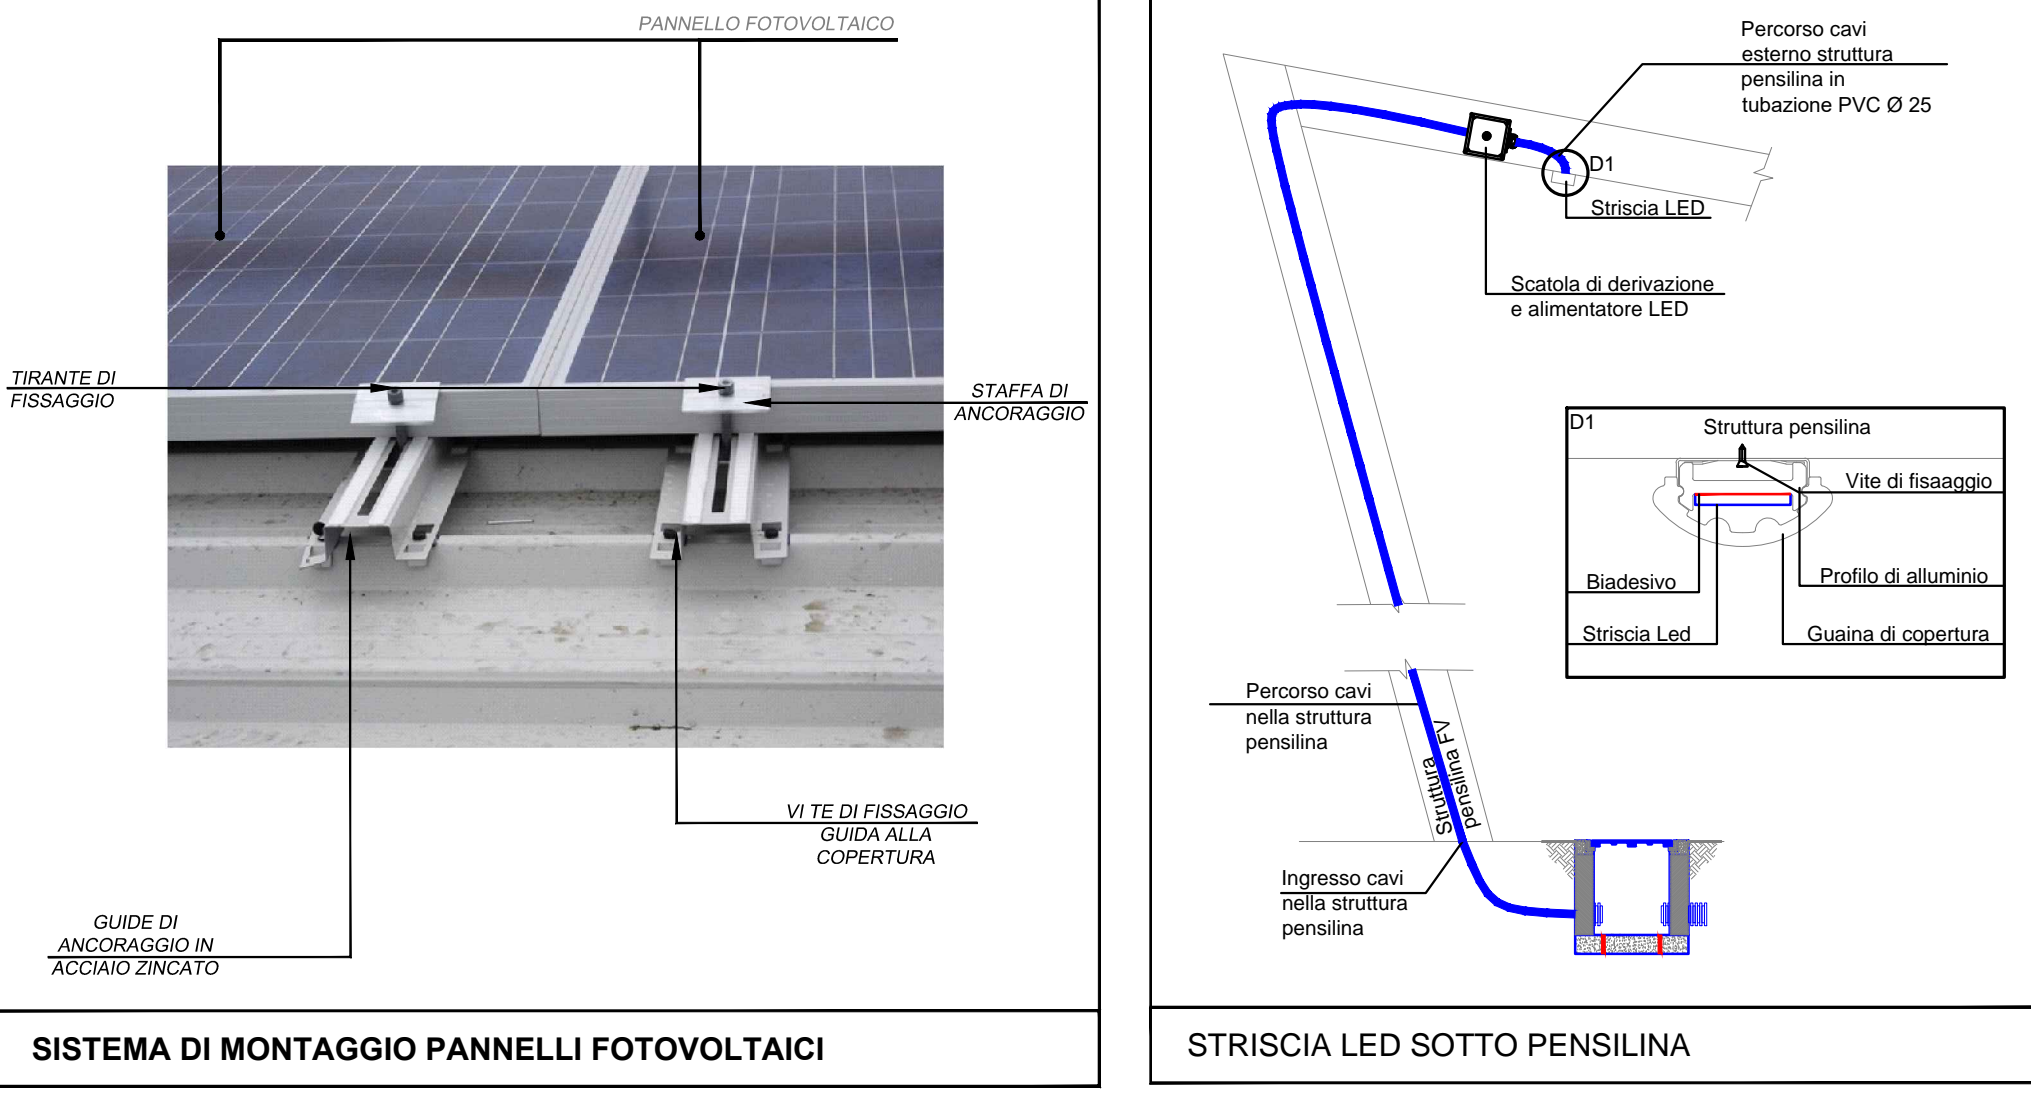 PANNELLO FOTOVOLTAICO
TIRANTE DI
FISSAGGIO
STAFFA DI
ANCORAGGIO
VI TE DI FISSAGGIO
GUIDA ALLA
COPERTURA
GUIDE DI
ANCORAGGIO IN
ACCIAIO ZINCATO
SISTEMA DI MONTAGGIO PANNELLI FOTOVOLTAICI
Percorso cavi
esterno struttura
pensilina in
tubazione PVC Ø 25
D1
Striscia LED
Scatola di derivazione
e alimentatore LED
D1
Struttura pensilina
Vite di fisaaggio
Biadesivo
Profilo di alluminio
Striscia Led
Guaina di copertura
Percorso cavi
nella struttura
pensilina
Struttura
pensilina FV
Ingresso cavi
nella struttura
pensilina
STRISCIA LED SOTTO PENSILINA